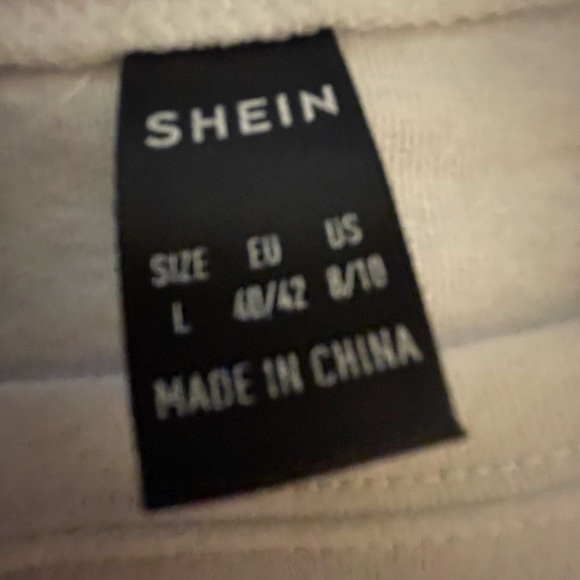 SHEIN
SIZE EU US
L 40/42 8/10
MADE IN CHINA